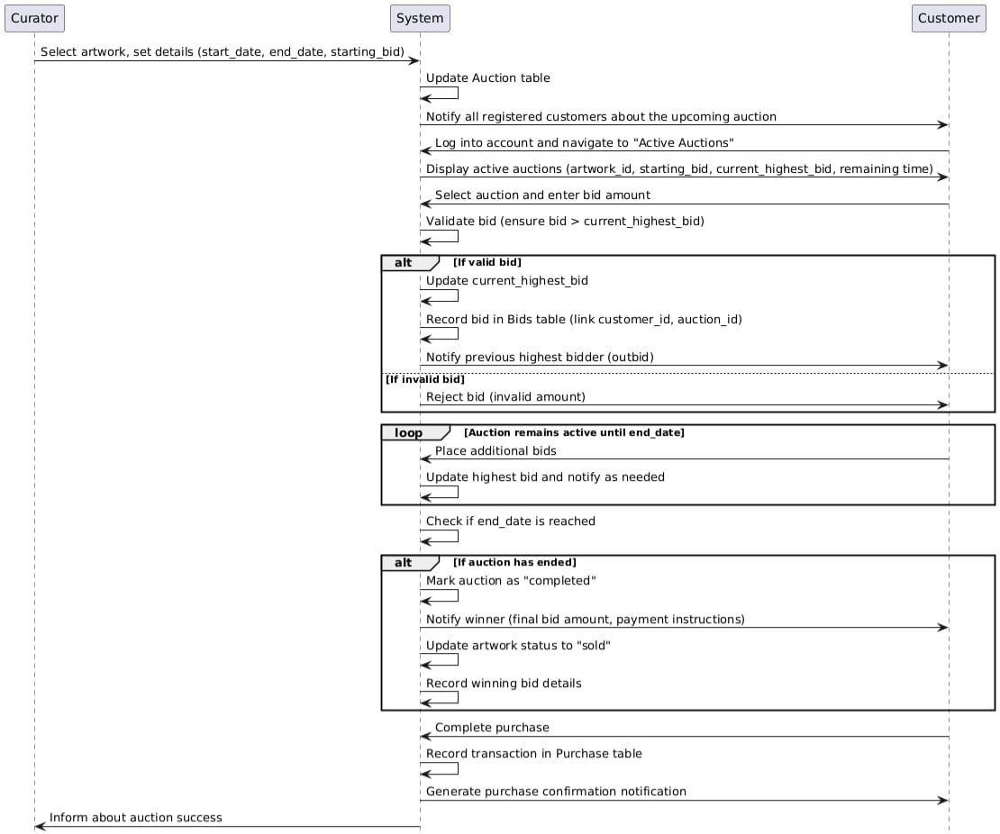 Curator
System
Customer
Select artwork, set details (start_date, end_date, starting_bid)
Update Auction table
Notify all registered customers about the upcoming auction
Log into account and navigate to "Active Auctions"
Display active auctions (artwork_id, starting_bid, current_highest_bid, remaining time)
Select auction and enter bid amount
Validate bid (ensure bid > current_highest_bid)
alt [If valid bid]
Update current_highest_bid
Record bid in Bids table (link customer_id, auction_id)
Notify previous highest bidder (outbid)
[If invalid bid]
Reject bid (invalid amount)
loop [Auction remains active until end_date]
Place additional bids
Update highest bid and notify as needed
Check if end_date is reached
alt [If auction has ended]
Mark auction as "completed"
Notify winner (final bid amount, payment instructions)
Update artwork status to "sold"
Record winning bid details
Complete purchase
Record transaction in Purchase table
Generate purchase confirmation notification
Inform about auction success